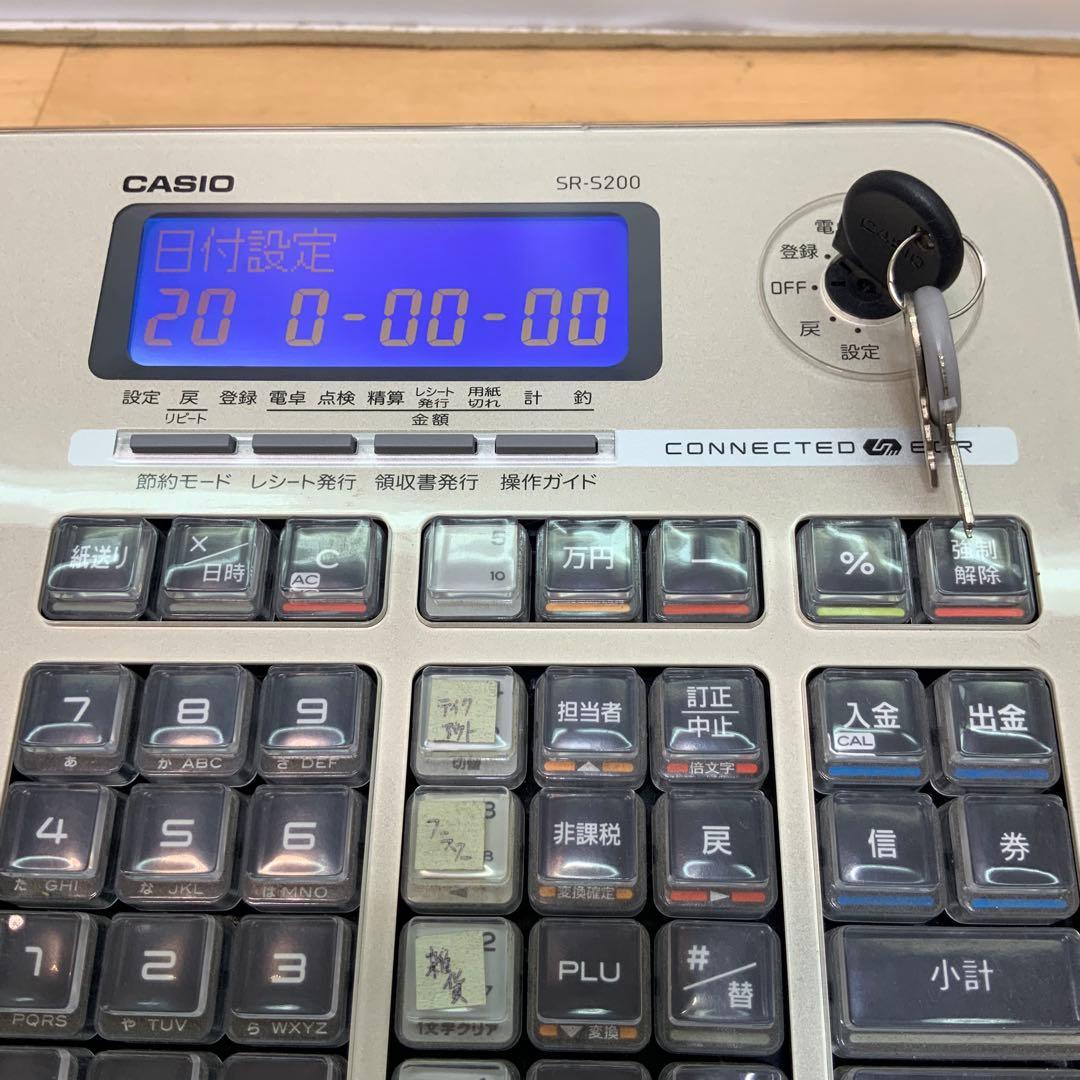 CASIO
SR-S200
日付設定
20 0-00-00
電
登録
OFF
戻
設定
CASIO
設定 戻 登録 電卓 点検 精算 レシート発行 用紙切れ 計 釣
リピート
金額
CONNECTED
節約モード レシート発行 領収書発行 操作ガイド
紙送り
×/日時
C
AC
5
10
万円
−
%
強制
解除
7
あ
8
か ABC
9
さ DEF
テイク
アウト
切替
担当者
訂正
中止
倍文字
入金
CAL
出金
4
た GHI
5
な JKL
6
は MNO
3
8
非課税
変換確定
戻
信
券
1
PQRS
2
や TUV
3
ら WXYZ
雑
貨
2
7
1文字クリア
PLU
変換
#/替
小計